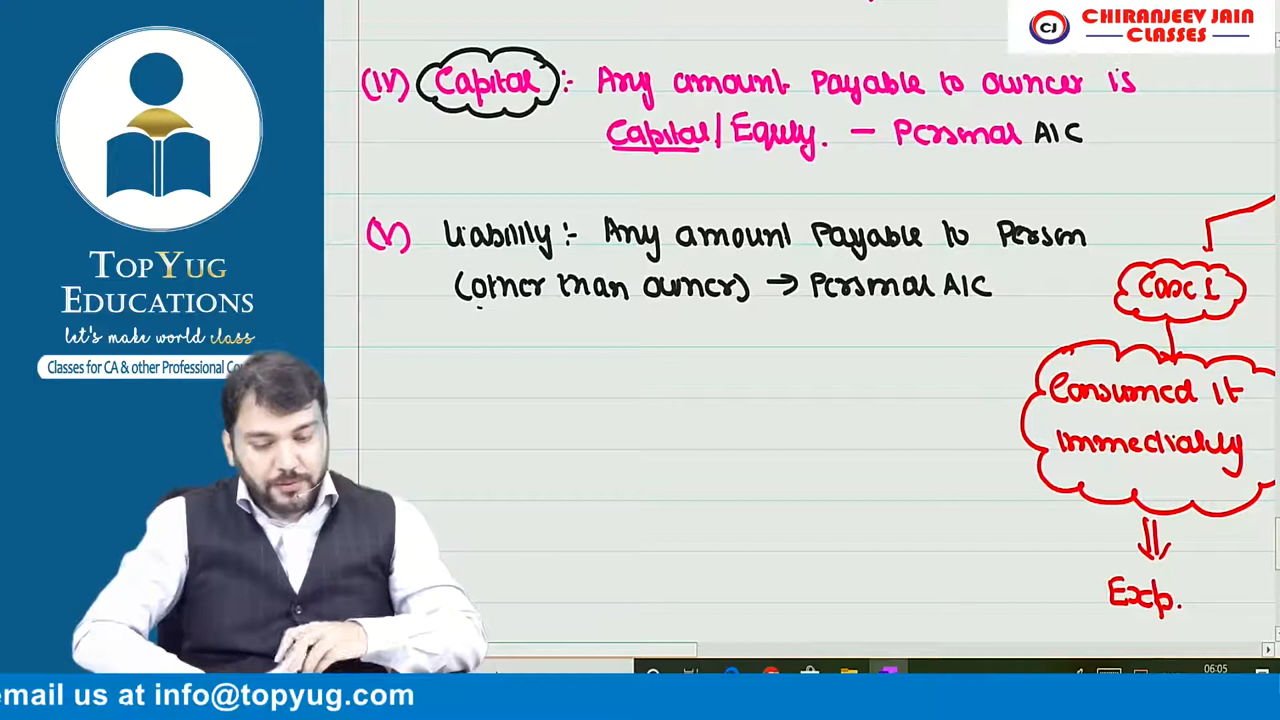 CJ
CHIRANJEEV JAIN
CLASSES
(IV) Capital :- Any amount Payable to owner is
Capital/Equity. - Personal A/C
(V) Liability :- Any amount Payable to Person
(other than owner) → Personal A/C
Case I
Consumed it
immediately
Exp.
TOPYUG
EDUCATIONS
let's make world class
Classes for CA & other Professional Co
06:05
email us at info@topyug.com